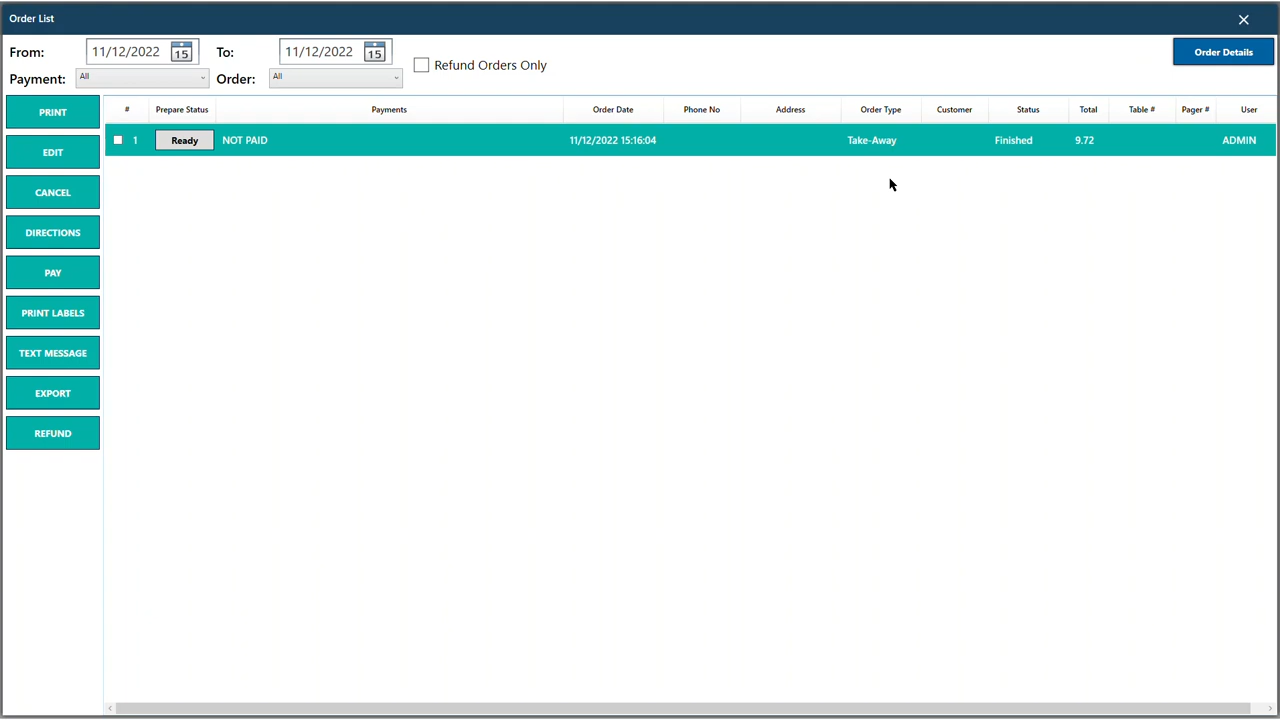 Order List
From: 11/12/2022 15 To: 11/12/2022 15
Refund Orders Only
Order Details
Payment: All Order: All
PRINT
EDIT
CANCEL
DIRECTIONS
PAY
PRINT LABELS
TEXT MESSAGE
EXPORT
REFUND
# Prepare Status Payments Order Date Phone No Address Order Type Customer Status Total Table # Pager # User
1 Ready NOT PAID 11/12/2022 15:16:04 Take-Away Finished 9.72 ADMIN